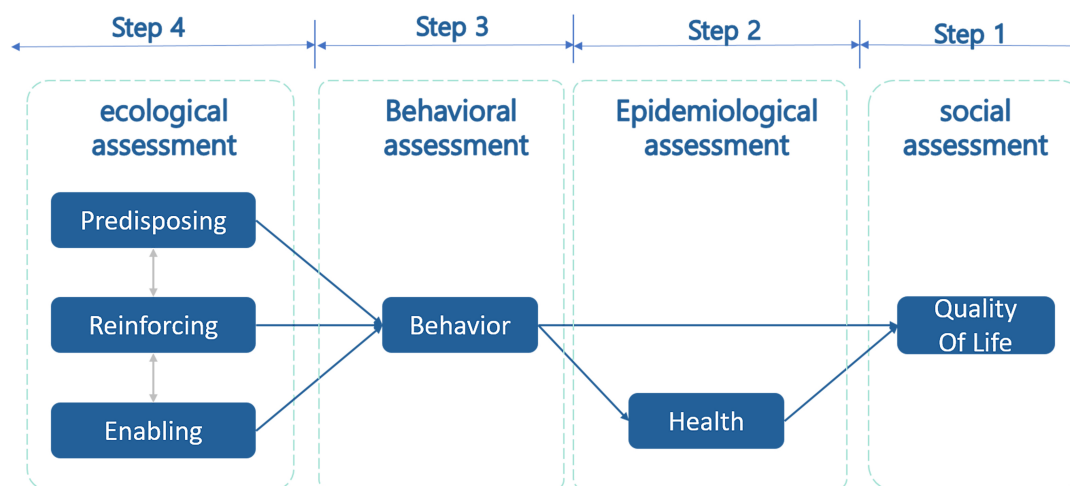 Step 4
Step 3
Step 2
Step 1
ecological
assessment
Behavioral
assessment
Epidemiological
assessment
social
assessment
Predisposing
Reinforcing
Enabling
Behavior
Health
Quality
Of Life